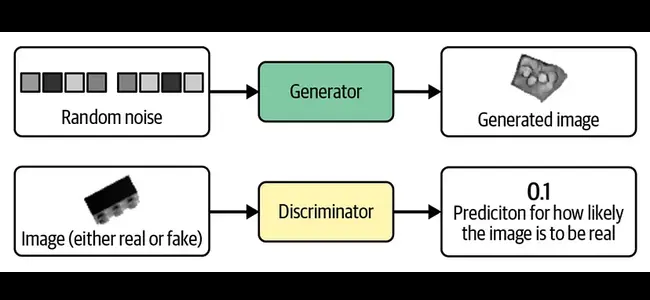 Random noise
Generator
Generated image
Image (either real or fake)
Discriminator
0.1
Prediciton for how likely
the image is to be real